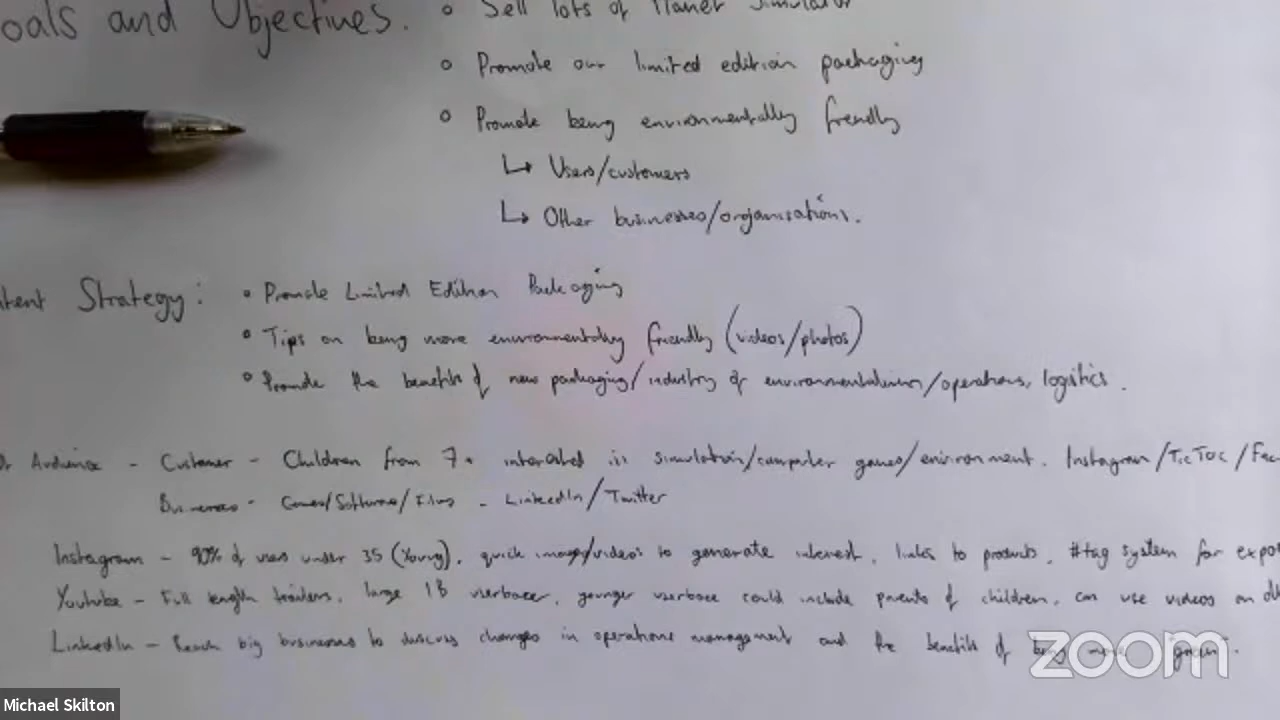 oals and Objectives. ○ Sell lots of Planet Simulator
○ Promote our limited edition packaging
○ Promote being environmentally friendly
↳ Users/customers
↳ Other businesses/organisations.
ntent Strategy: ○ Promote Limited Edition Packaging
○ Tips on being more environmentally friendly (videos/photos)
○ Promote the benefits of new packaging/industry of environmentalism/operations, logistics.
Audience - Customer - Children from 7+ interested in simulation/computer games/environment. Instagram/TicToc/Fac
Businesses - Games/Software/Films - LinkedIn/Twitter
Instagram - 90% of users under 35 (Young), quick images/videos to generate interest, links to products, #tag system for expo
Youtube - Full length trailers, large 1B userbase, younger userbase could include parents of children, can use videos on
LinkedIn - Reach big businesses to discuss changes in operations management and the benefits of being more "green".
zoom
Michael Skilton